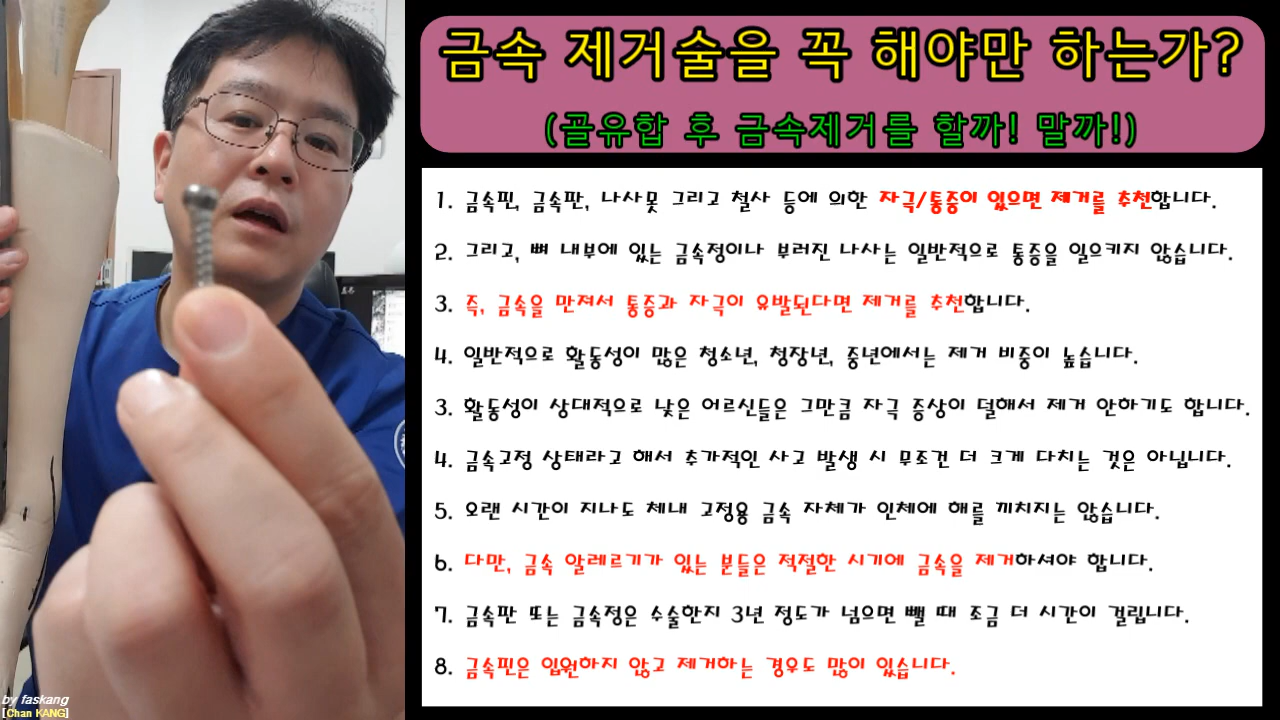 금속 제거술을 꼭 해야만 하는가?
(골유합 후 금속제거를 할까! 말까!)
1. 금속핀, 금속판, 나사못 그리고 철사 등에 의한 자극/통증이 있으면 제거를 추천합니다.
2. 그리고, 뼈 내부에 있는 금속정이나 부러진 나사는 일반적으로 통증을 일으키지 않습니다.
3. 즉, 금속을 만져서 통증과 자극이 유발된다면 제거를 추천합니다.
4. 일반적으로 활동성이 많은 청소년, 청장년, 중년에서는 제거 비중이 높습니다.
3. 활동성이 상대적으로 낮은 어르신들은 그만큼 자극 증상이 덜해서 제거 안하기도 합니다.
4. 금속고정 상태라고 해서 추가적인 사고 발생 시 무조건 더 크게 다치는 것은 아닙니다.
5. 오랜 시간이 지나도 체내 고정용 금속 자체가 인체에 해를 끼치지는 않습니다.
6. 다만, 금속 알레르기가 있는 분들은 적절한 시기에 금속을 제거하셔야 합니다.
7. 금속판 또는 금속정은 수술한지 3년 정도가 넘으면 뺄 때 조금 더 시간이 걸립니다.
8. 금속핀은 입원하지 않고 제거하는 경우도 많이 있습니다.
by faskang
[Chan KANG]